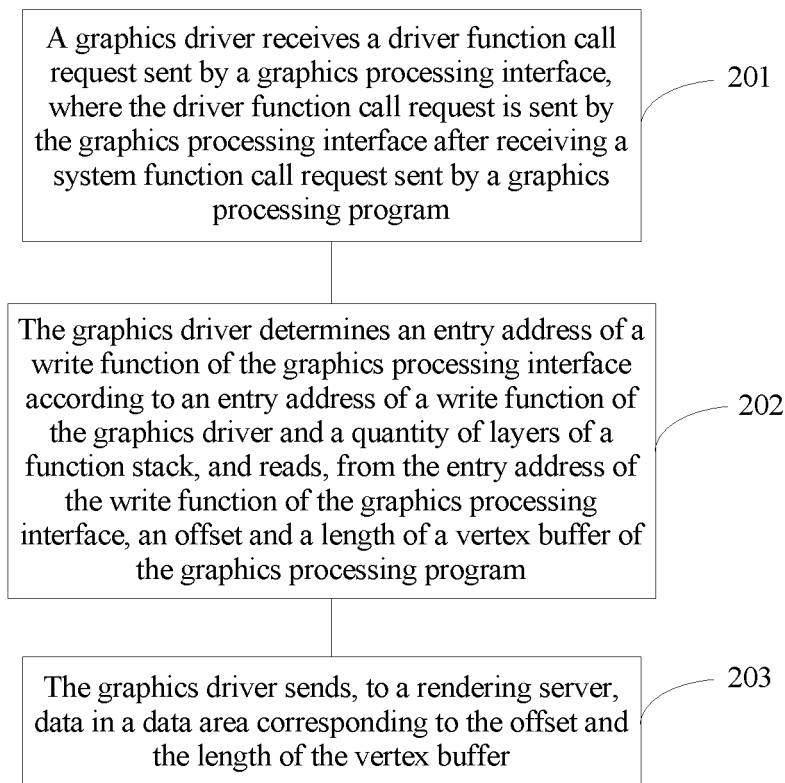 A graphics driver receives a driver function call
request sent by a graphics processing interface,
where the driver function call request is sent by
the graphics processing interface after receiving a
system function call request sent by a graphics
processing program
201
The graphics driver determines an entry address of a
write function of the graphics processing interface
according to an entry address of a write function of
the graphics driver and a quantity of layers of a
function stack, and reads, from the entry address of
the write function of the graphics processing
interface, an offset and a length of a vertex buffer of
the graphics processing program
202
The graphics driver sends, to a rendering server,
data in a data area corresponding to the offset and
the length of the vertex buffer
203